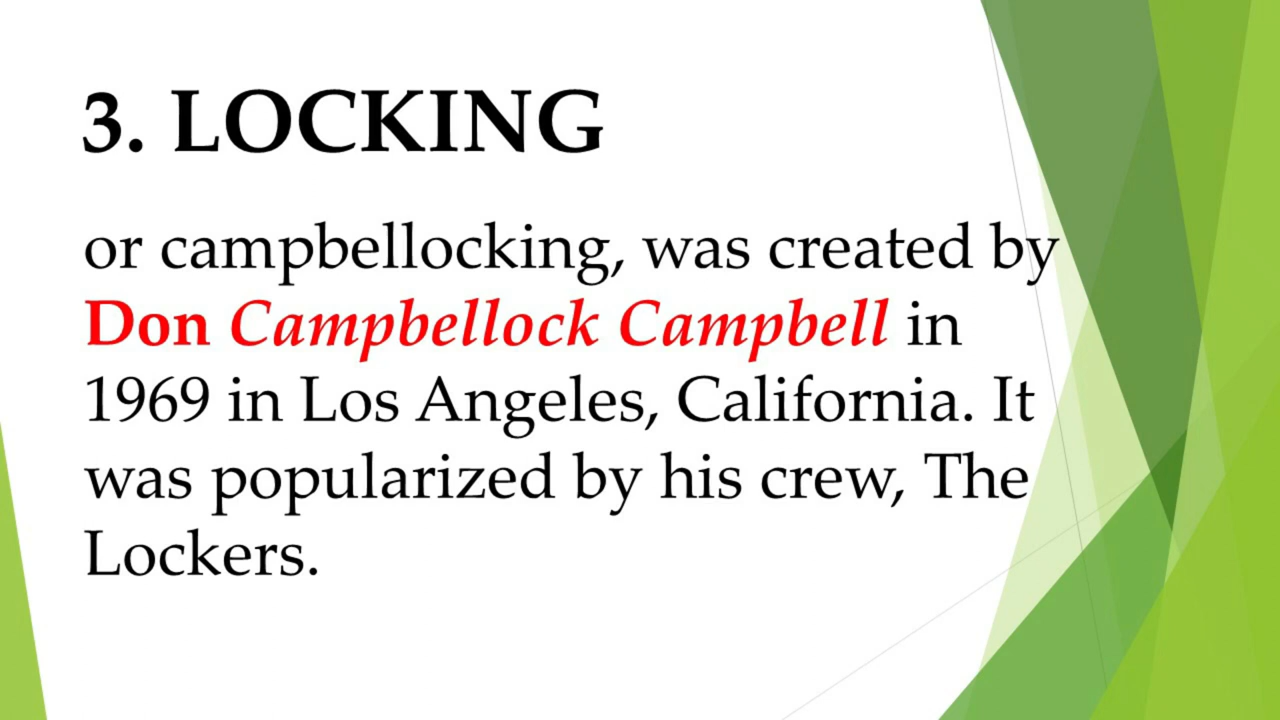 3. LOCKING
or campbellocking, was created by
Don Campbellock Campbell in
1969 in Los Angeles, California. It
was popularized by his crew, The
Lockers.